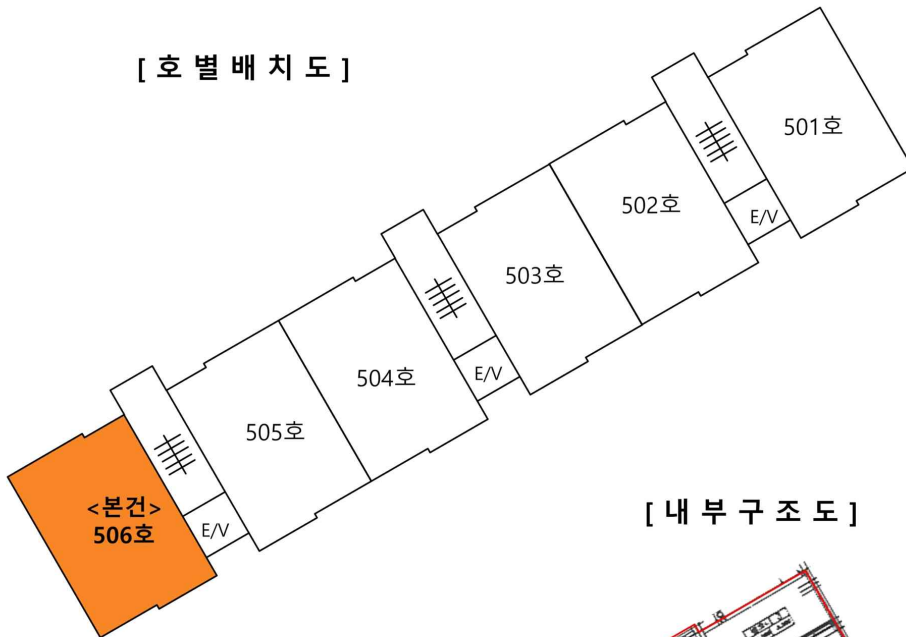 [ 호 별 배 치 도 ]
501호
502호
E/V
503호
504호
E/V
505호
<본건>
506호
E/V
[ 내 부 구 조 도 ]